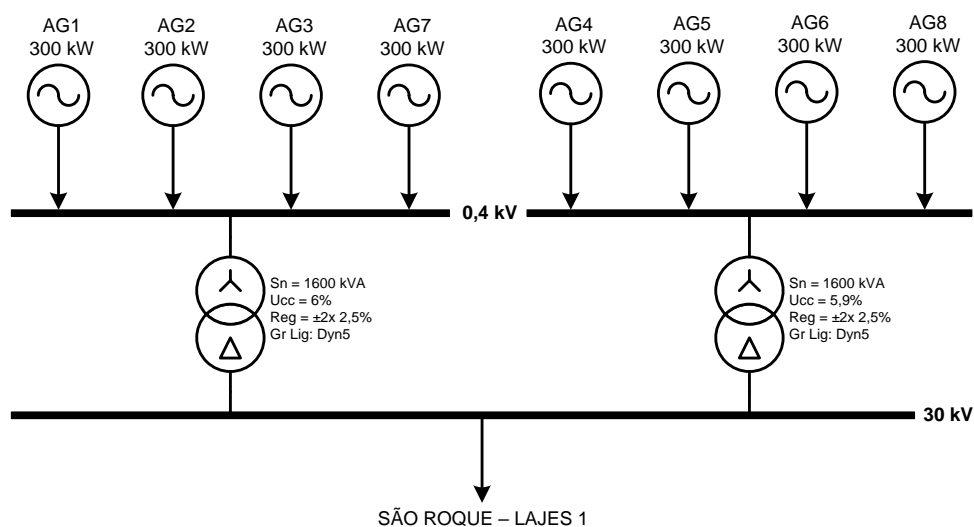 AG1 AG2 AG3 AG7 AG4 AG5 AG6 AG8
300 kW 300 kW 300 kW 300 kW 300 kW 300 kW 300 kW 300 kW
0,4 kV
Sn = 1600 kVA
Ucc = 6%
Reg = ±2x 2,5%
Gr Lig: Dyn5
Sn = 1600 kVA
Ucc = 5,9%
Reg = ±2x 2,5%
Gr Lig: Dyn5
30 kV
SÃO ROQUE – LAJES 1